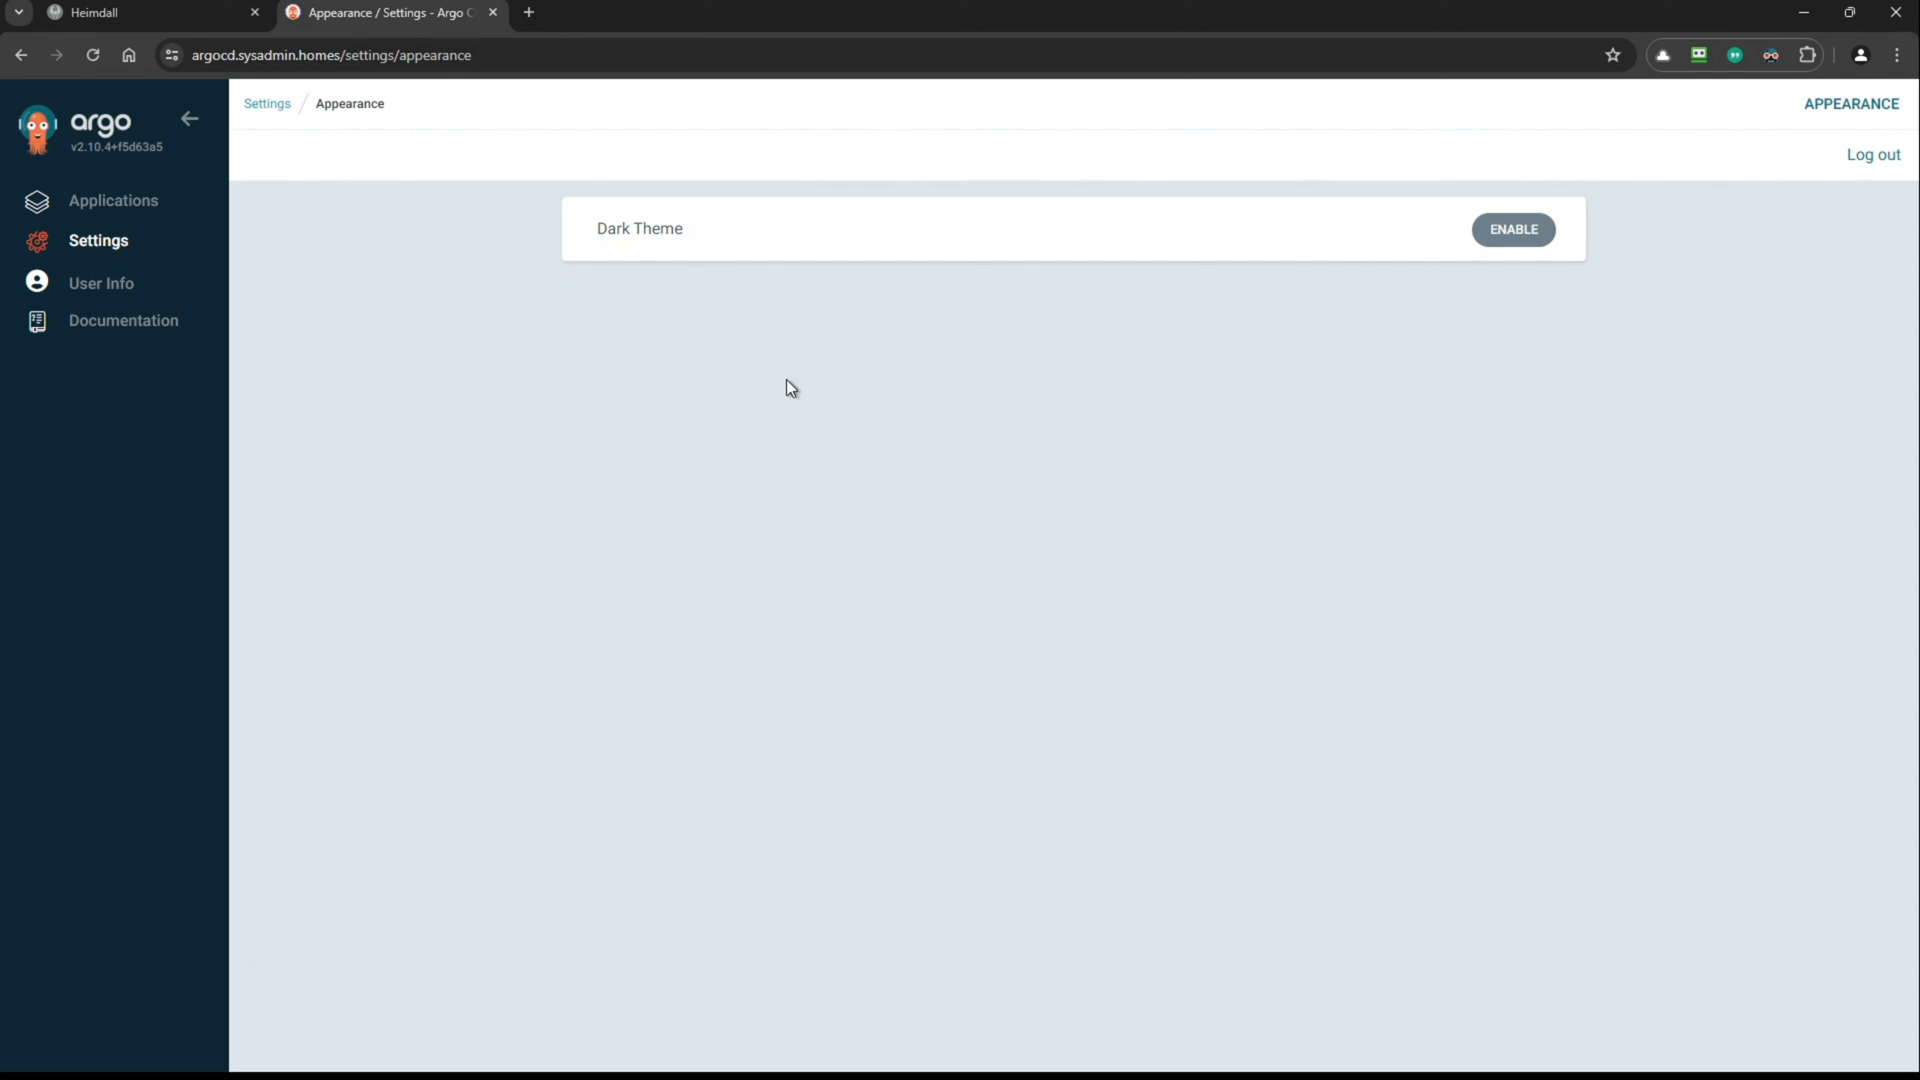 Heimdall
Appearance / Settings - Argo C
argocd.sysadmin.homes/settings/appearance
argo
v2.10.4+f5d63a5
Settings / Appearance
APPEARANCE
Log out
Applications
Settings
User Info
Documentation
Dark Theme
ENABLE